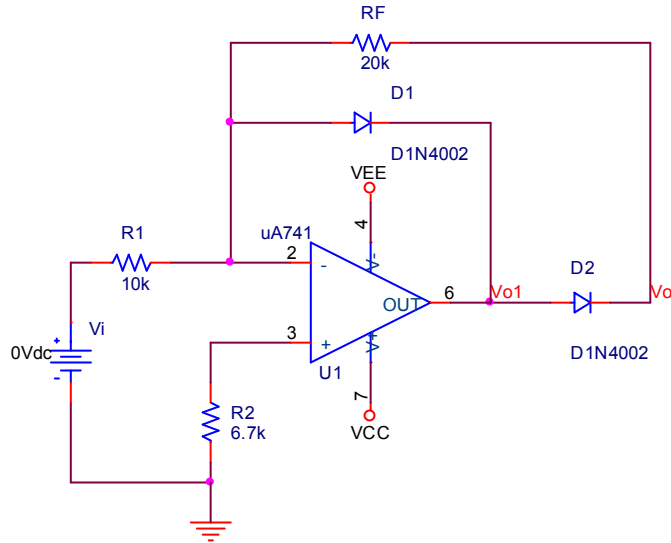 RF
20k
D1
D1N4002
VEE
4
uA741
R1
10k
2
-
V-
OUT
6
Vo1
D2
Vo
D1N4002
Vi
+
0Vdc
-
3
+
V+
U1
7
VCC
R2
6.7k